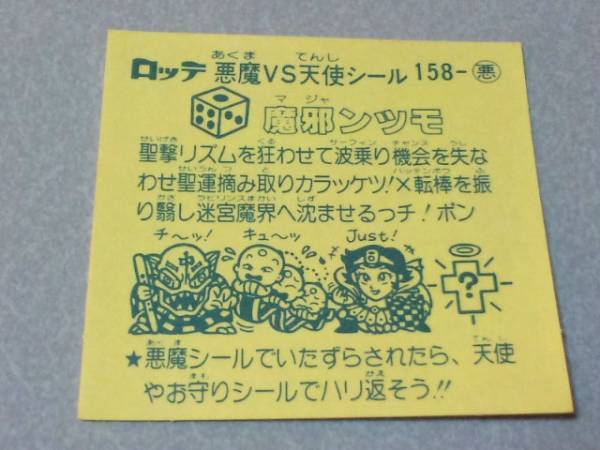 ロッテ 悪魔VS天使シール 158-悪
魔邪ンツモ
聖撃リズムを狂わせて波乗り機会を失な
わせ聖運摘み取りカラッケツ!×転棒を振
り翳し迷宮魔界へ沈ませるっチ!ポン
チ〜ッ! キュ〜ッ Just!
中 6 ?
★悪魔シールでいたずらされたら、天使
やお守りシールでハリ返そう!!